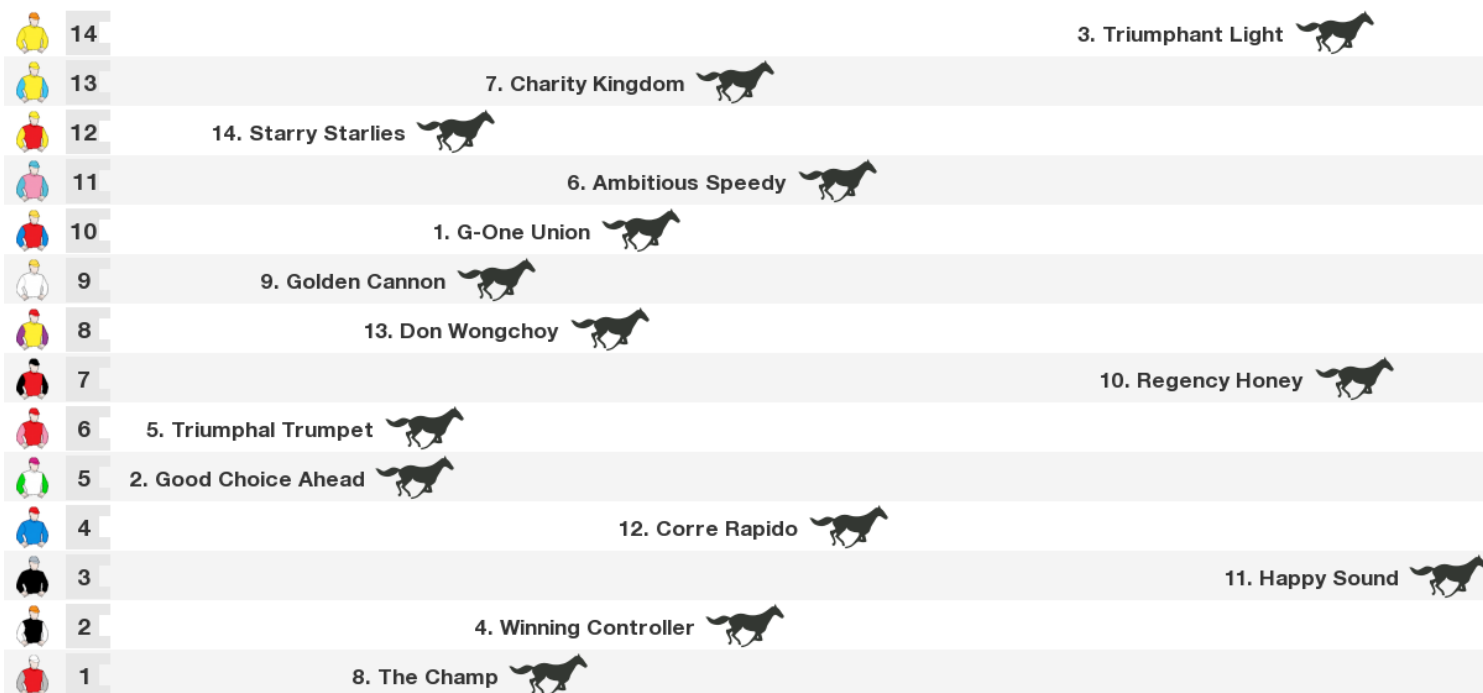 14 3. Triumphant Light
13 7. Charity Kingdom
12 14. Starry Starlies
11 6. Ambitious Speedy
10 1. G-One Union
9 9. Golden Cannon
8 13. Don Wongchoy
7 10. Regency Honey
6 5. Triumphal Trumpet
5 2. Good Choice Ahead
4 12. Corre Rapido
3 11. Happy Sound
2 4. Winning Controller
1 8. The Champ